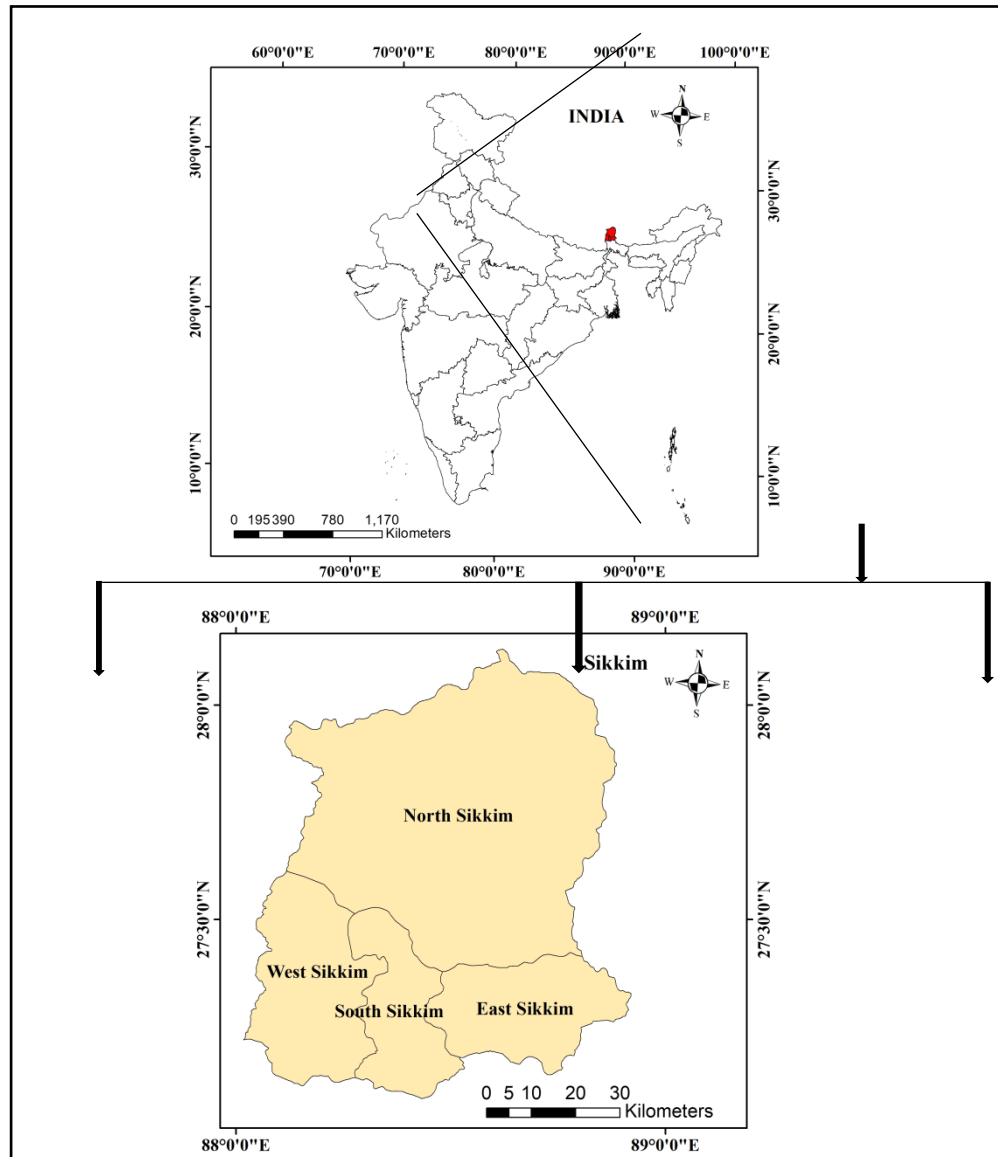 60°0'0"E 70°0'0"E 80°0'0"E 90°0'0"E 100°0'0"E
INDIA
N
W E
S
30°0'0"N
30°0'0"N
20°0'0"N
20°0'0"N
10°0'0"N
10°0'0"N
0 195 390 780 1,170
Kilometers
70°0'0"E 80°0'0"E 90°0'0"E
88°0'0"E 89°0'0"E
Sikkim
N
W E
S
28°0'0"N
28°0'0"N
North Sikkim
27°30'0"N
27°30'0"N
West Sikkim
South Sikkim
East Sikkim
0 5 10 20 30
Kilometers
88°0'0"E 89°0'0"E